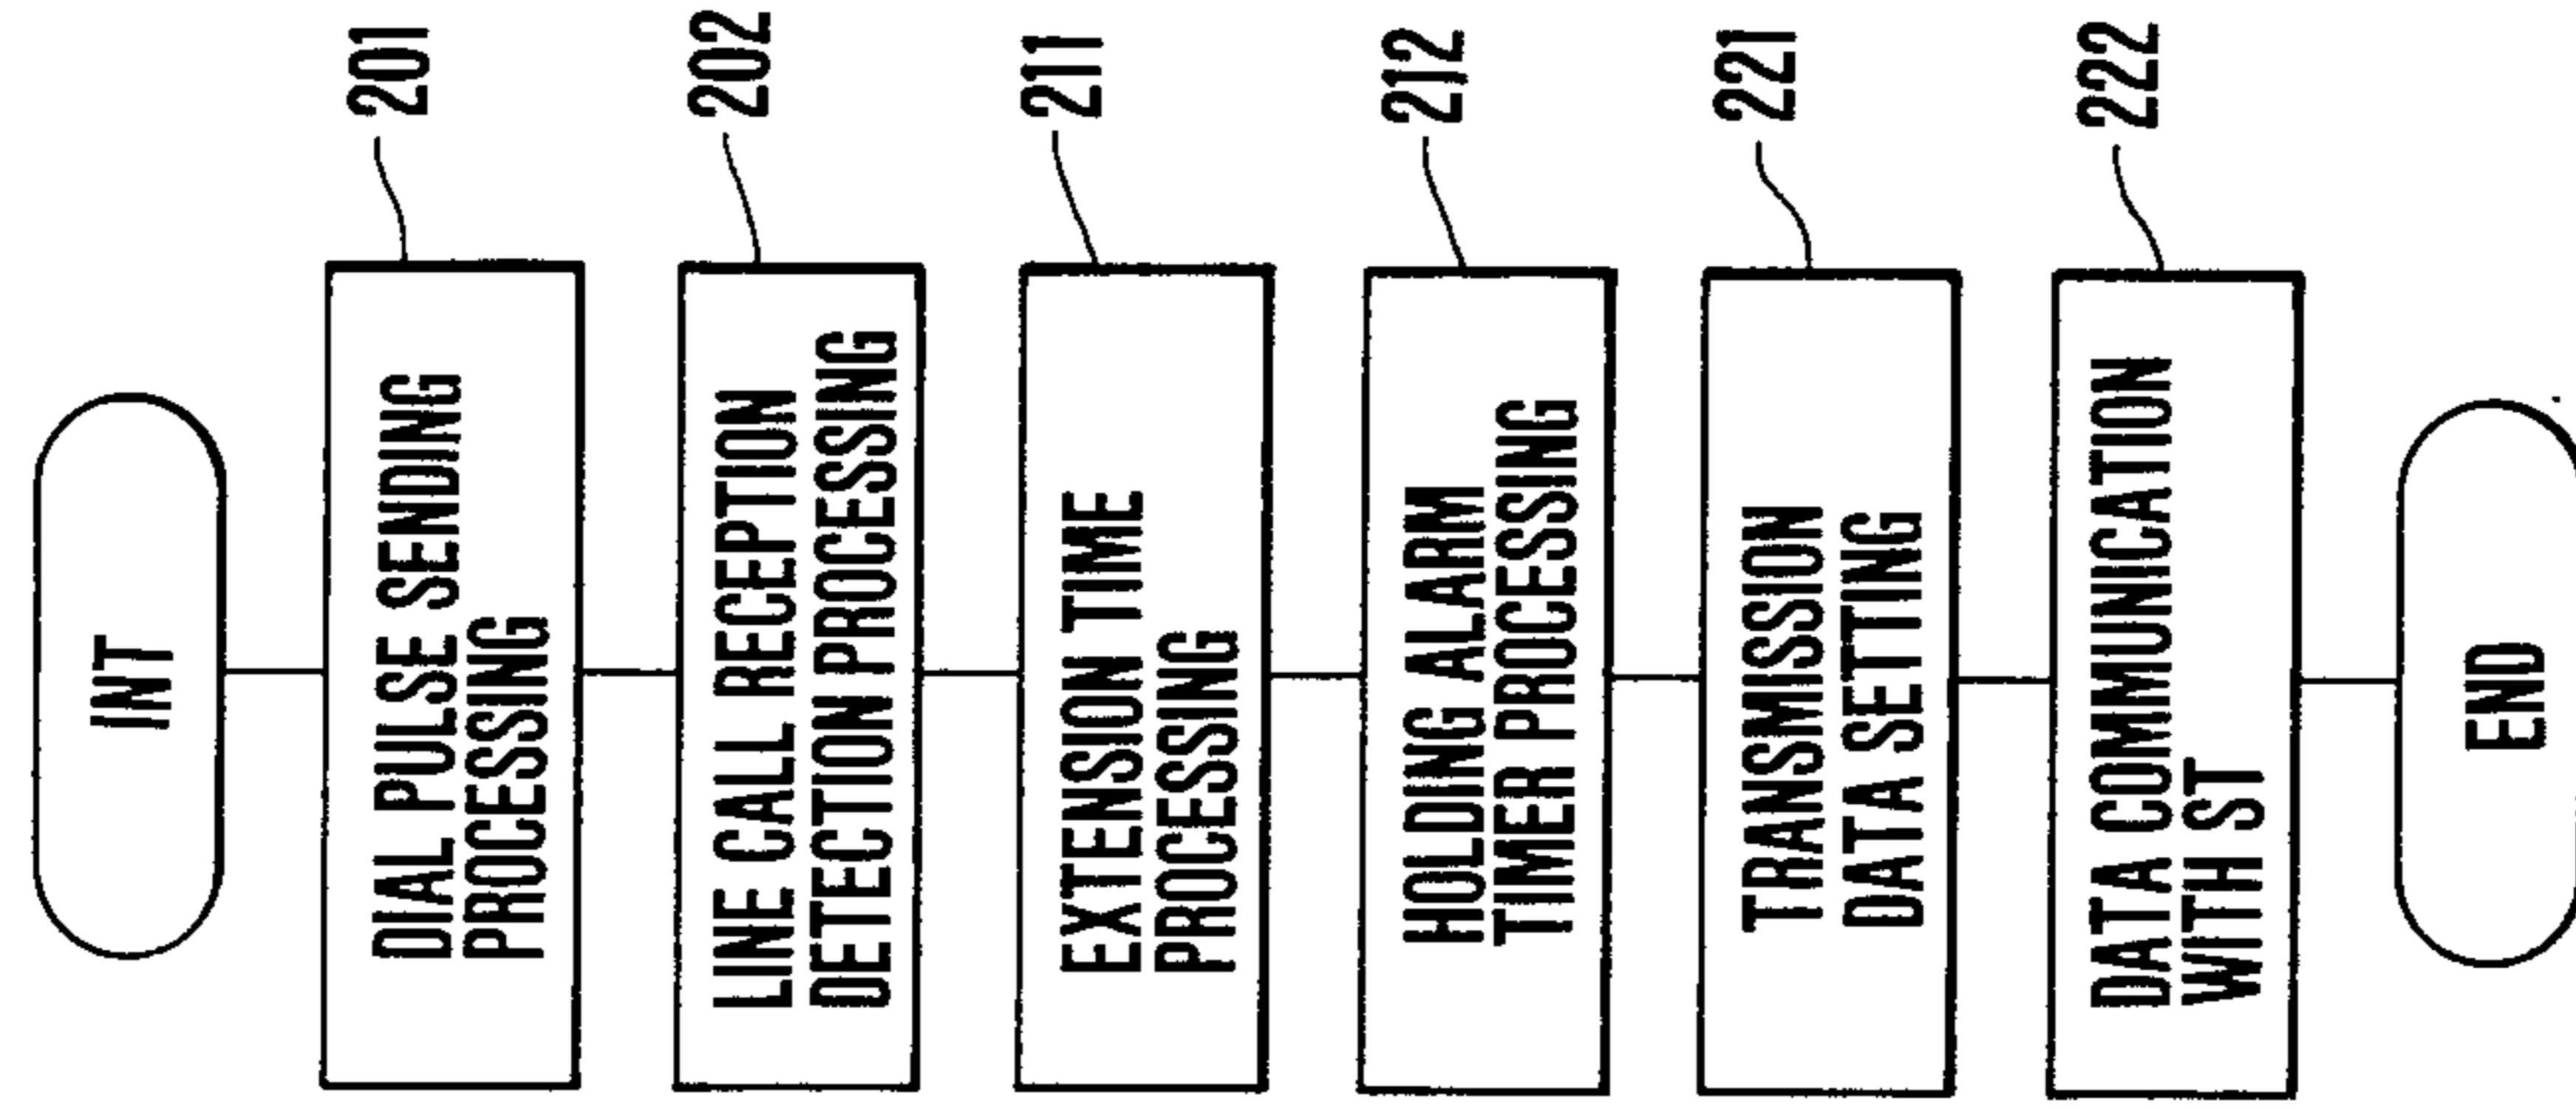 INT
DIAL PULSE SENDING
PROCESSING
201
LINE CALL RECEPTION
DETECTION PROCESSING
202
EXTENSION TIME
PROCESSING
211
HOLDING ALARM
TIMER PROCESSING
212
TRANSMISSION
DATA SETTING
221
DATA COMMUNICATION
WITH ST
222
END